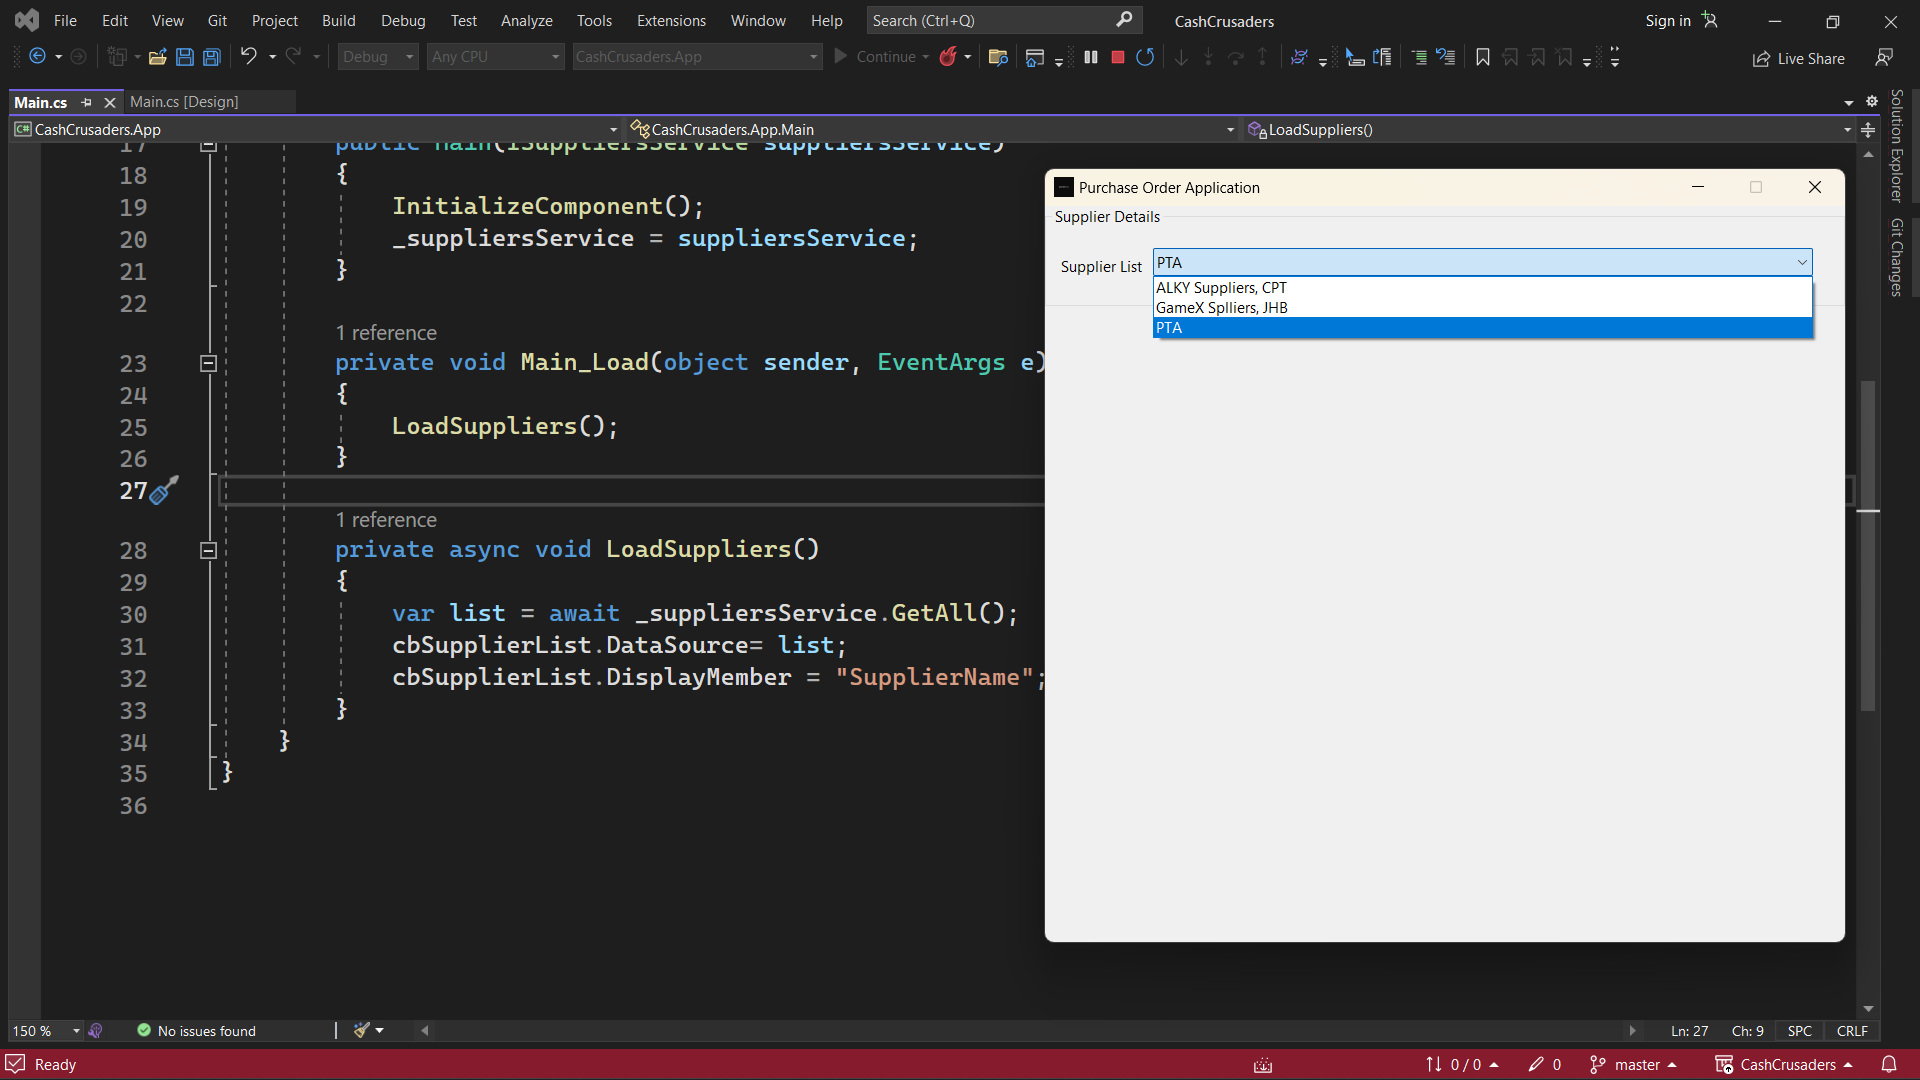 File Edit View Git Project Build Debug Test Analyze Tools Extensions Window Help Search (Ctrl+Q) CashCrusaders Sign in
Debug Any CPU CashCrusaders.App Continue Live Share
Main.cs Main.cs [Design]
C# CashCrusaders.App CashCrusaders.App.Main LoadSuppliers()
17 public Main(ISuppliersService suppliersService)
18 {
19 InitializeComponent();
20 _suppliersService = suppliersService;
21 }
22
1 reference
23 private void Main_Load(object sender, EventArgs e)
24 {
25 LoadSuppliers();
26 }
27
1 reference
28 private async void LoadSuppliers()
29 {
30 var list = await _suppliersService.GetAll();
31 cbSupplierList.DataSource= list;
32 cbSupplierList.DisplayMember = "SupplierName";
33 }
34 }
35 }
36
Purchase Order Application
Supplier Details
Supplier List PTA
ALKY Suppliers, CPT
GameX Splliers, JHB
PTA
Solution Explorer
Git Changes
150 % No issues found Ln: 27 Ch: 9 SPC CRLF
Ready 0 / 0 0 master CashCrusaders